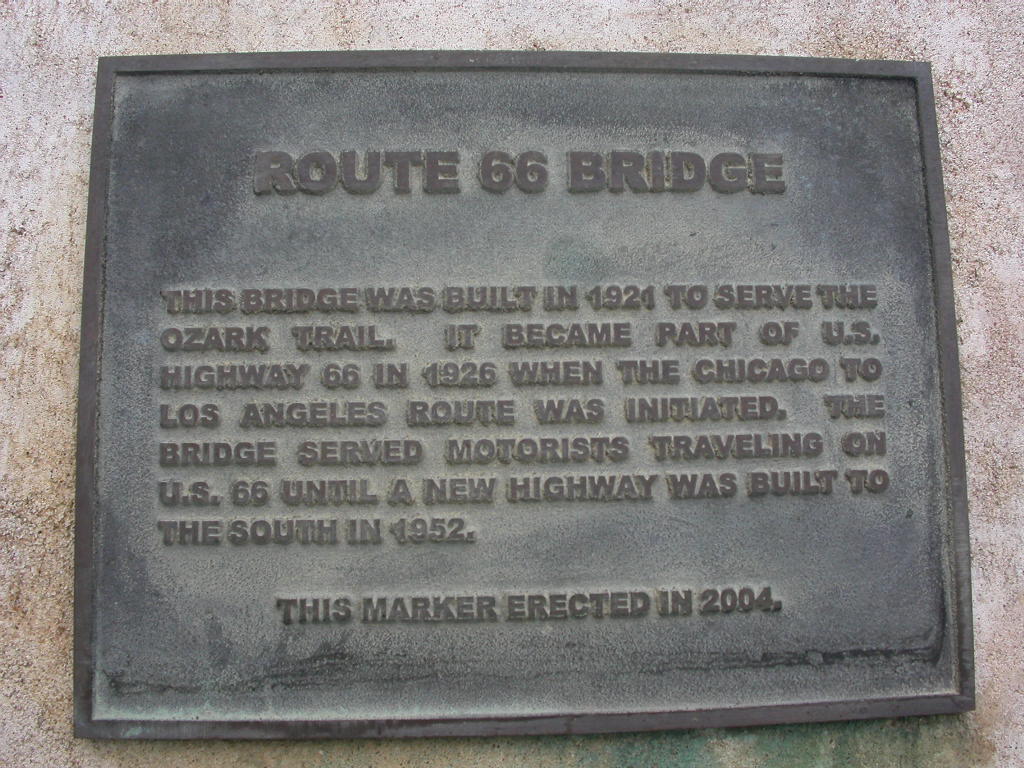 ROUTE 66 BRIDGE
THIS BRIDGE WAS BUILT IN 1921 TO SERVE THE
OZARK TRAIL. IT BECAME PART OF U.S.
HIGHWAY 66 IN 1926 WHEN THE CHICAGO TO
LOS ANGELES ROUTE WAS INITIATED. THE
BRIDGE SERVED MOTORISTS TRAVELING ON
U.S. 66 UNTIL A NEW HIGHWAY WAS BUILT TO
THE SOUTH IN 1952.
THIS MARKER ERECTED IN 2004.